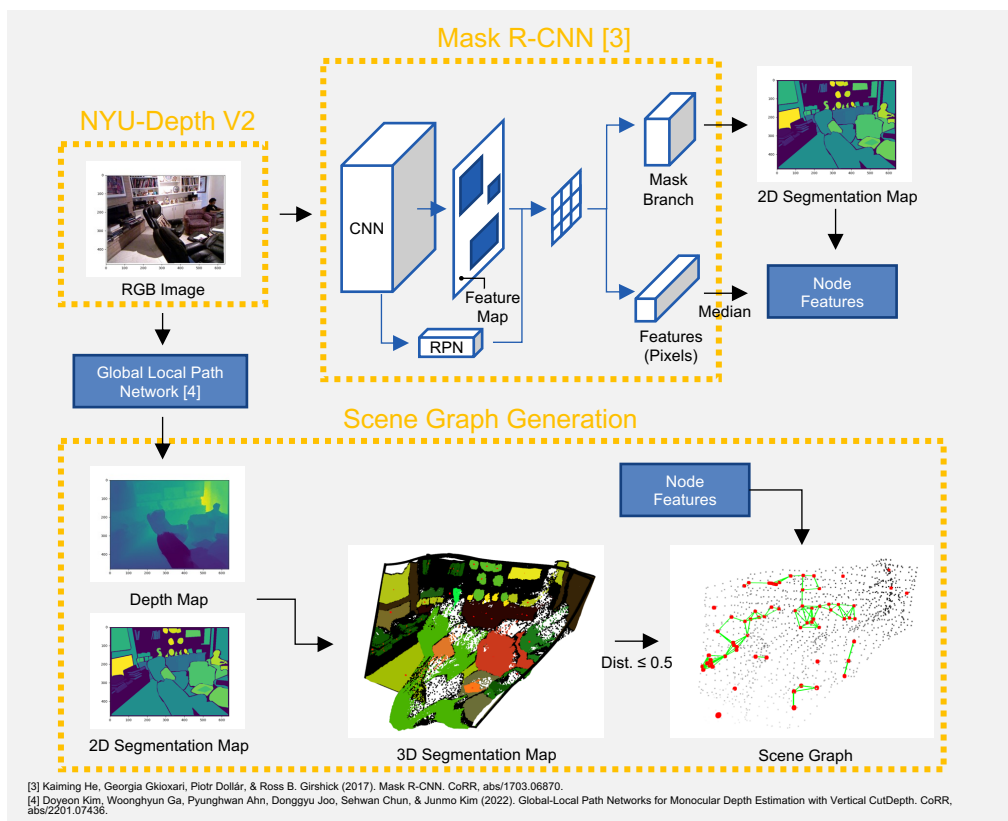 Mask R-CNN [3]
NYU-Depth V2
RGB Image
CNN
Feature
Map
RPN
Mask
Branch
Features
(Pixels)
Median
2D Segmentation Map
Node
Features
Global Local Path
Network [4]
Scene Graph Generation
Depth Map
2D Segmentation Map
3D Segmentation Map
Dist. ≤ 0.5
Node
Features
Scene Graph
[3] Kaiming He, Georgia Gkioxari, Piotr Dollár, & Ross B. Girshick (2017). Mask R-CNN. CoRR, abs/1703.06870.
[4] Doyeon Kim, Woonghyun Ga, Pyunghwan Ahn, Donggyu Joo, Sehwan Chun, & Junmo Kim (2022). Global-Local Path Networks for Monocular Depth Estimation with Vertical CutDepth. CoRR,
abs/2201.07436.